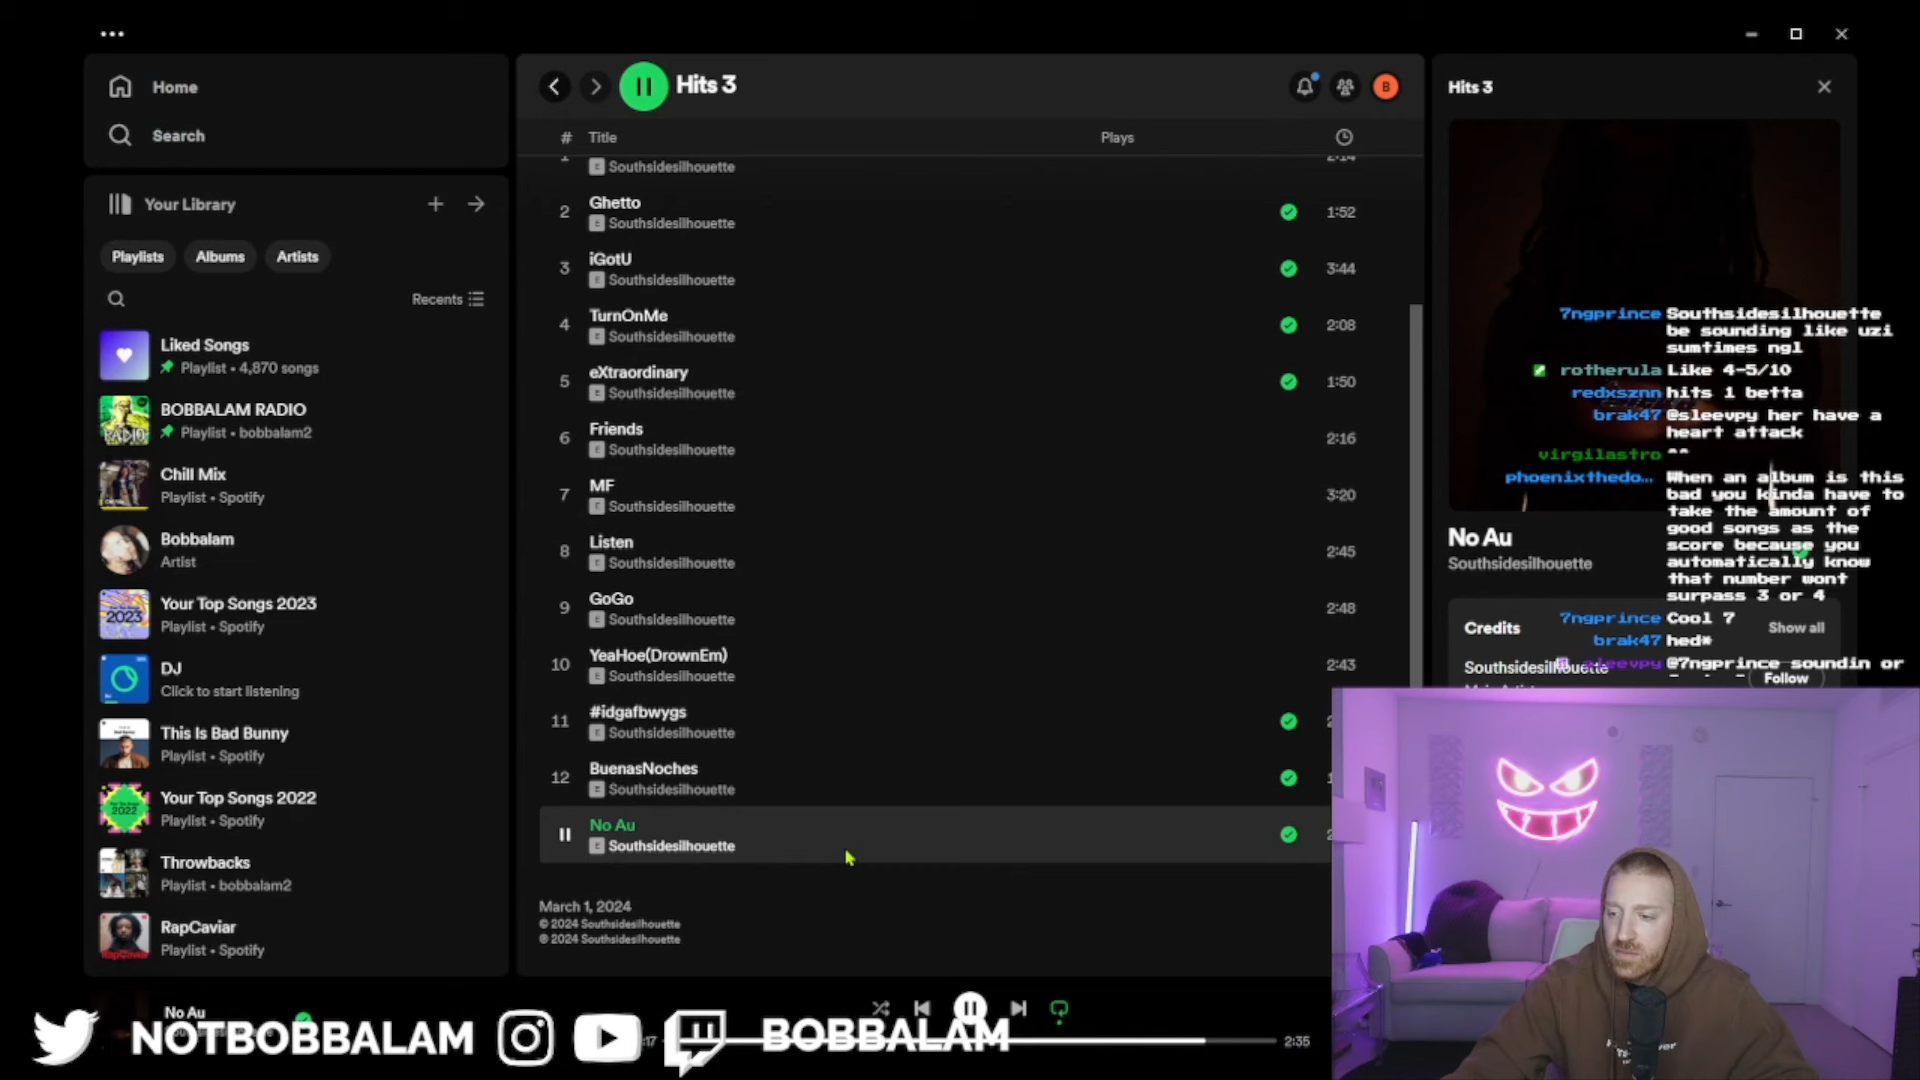 Home
Search
Your Library
Playlists
Albums
Artists
Recents
Liked Songs
Playlist • 4,870 songs
BOBBALAM RADIO
Playlist • bobbalam2
Chill Mix
Playlist • Spotify
Bobbalam
Artist
Your Top Songs 2023
Playlist • Spotify
DJ
Click to start listening
This Is Bad Bunny
Playlist • Spotify
Your Top Songs 2022
Playlist • Spotify
Throwbacks
Playlist • bobbalam2
RapCaviar
Playlist • Spotify
Hits 3
B
# Title Plays
E Southsidesilhouette
2 Ghetto 1:52
E Southsidesilhouette
3 iGotU 3:44
E Southsidesilhouette
4 TurnOnMe 2:08
E Southsidesilhouette
5 eXtraordinary 1:50
E Southsidesilhouette
6 Friends 2:16
E Southsidesilhouette
7 MF 3:20
E Southsidesilhouette
8 Listen 2:45
E Southsidesilhouette
9 GoGo 2:48
E Southsidesilhouette
10 YeaHoe(DrownEm) 2:43
E Southsidesilhouette
11 #idgafbwygs
E Southsidesilhouette
12 BuenasNoches
E Southsidesilhouette
No Au
E Southsidesilhouette
March 1, 2024
© 2024 Southsidesilhouette
℗ 2024 Southsidesilhouette
Hits 3
7ngprince Southsidesilhouette
be sounding like uzi
sumtimes ngl
rotherula Like 4-5/10
redxsznn hits 1 betta
brak47 @sleevpy her have a
heart attack
virgilastro ^^
phoenixthedo... When an album is this
bad you kinda have to
take the amount of
good songs as the
score because you
automatically know
that number wont
surpass 3 or 4
7ngprince Cool 7
brak47 hed*
sleevpy @7ngprince soundin or
No Au
Southsidesilhouette
Credits
Show all
Southsidesilhouette
Follow
No Au
2:35
NOTBOBBALAM
BOBBALAM